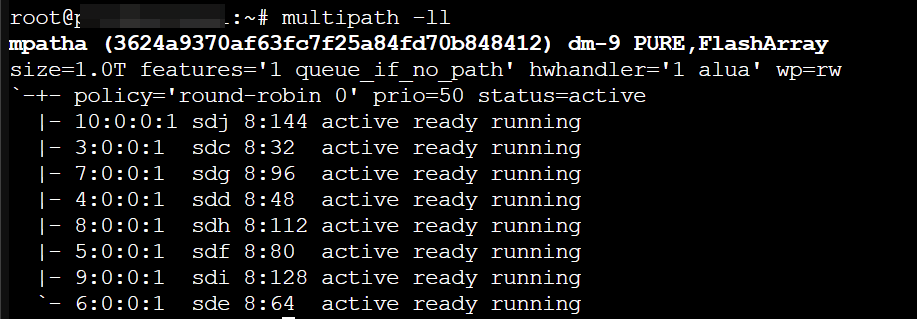 root@p :~# multipath -ll
mpatha (3624a9370af63fc7f25a84fd70b848412) dm-9 PURE,FlashArray
size=1.0T features='1 queue_if_no_path' hwhandler='1 alua' wp=rw
`-+- policy='round-robin 0' prio=50 status=active
  |- 10:0:0:1 sdj 8:144 active ready running
  |- 3:0:0:1  sdc 8:32  active ready running
  |- 7:0:0:1  sdg 8:96  active ready running
  |- 4:0:0:1  sdd 8:48  active ready running
  |- 8:0:0:1  sdh 8:112 active ready running
  |- 5:0:0:1  sdf 8:80  active ready running
  |- 9:0:0:1  sdi 8:128 active ready running
  `- 6:0:0:1  sde 8:64  active ready running